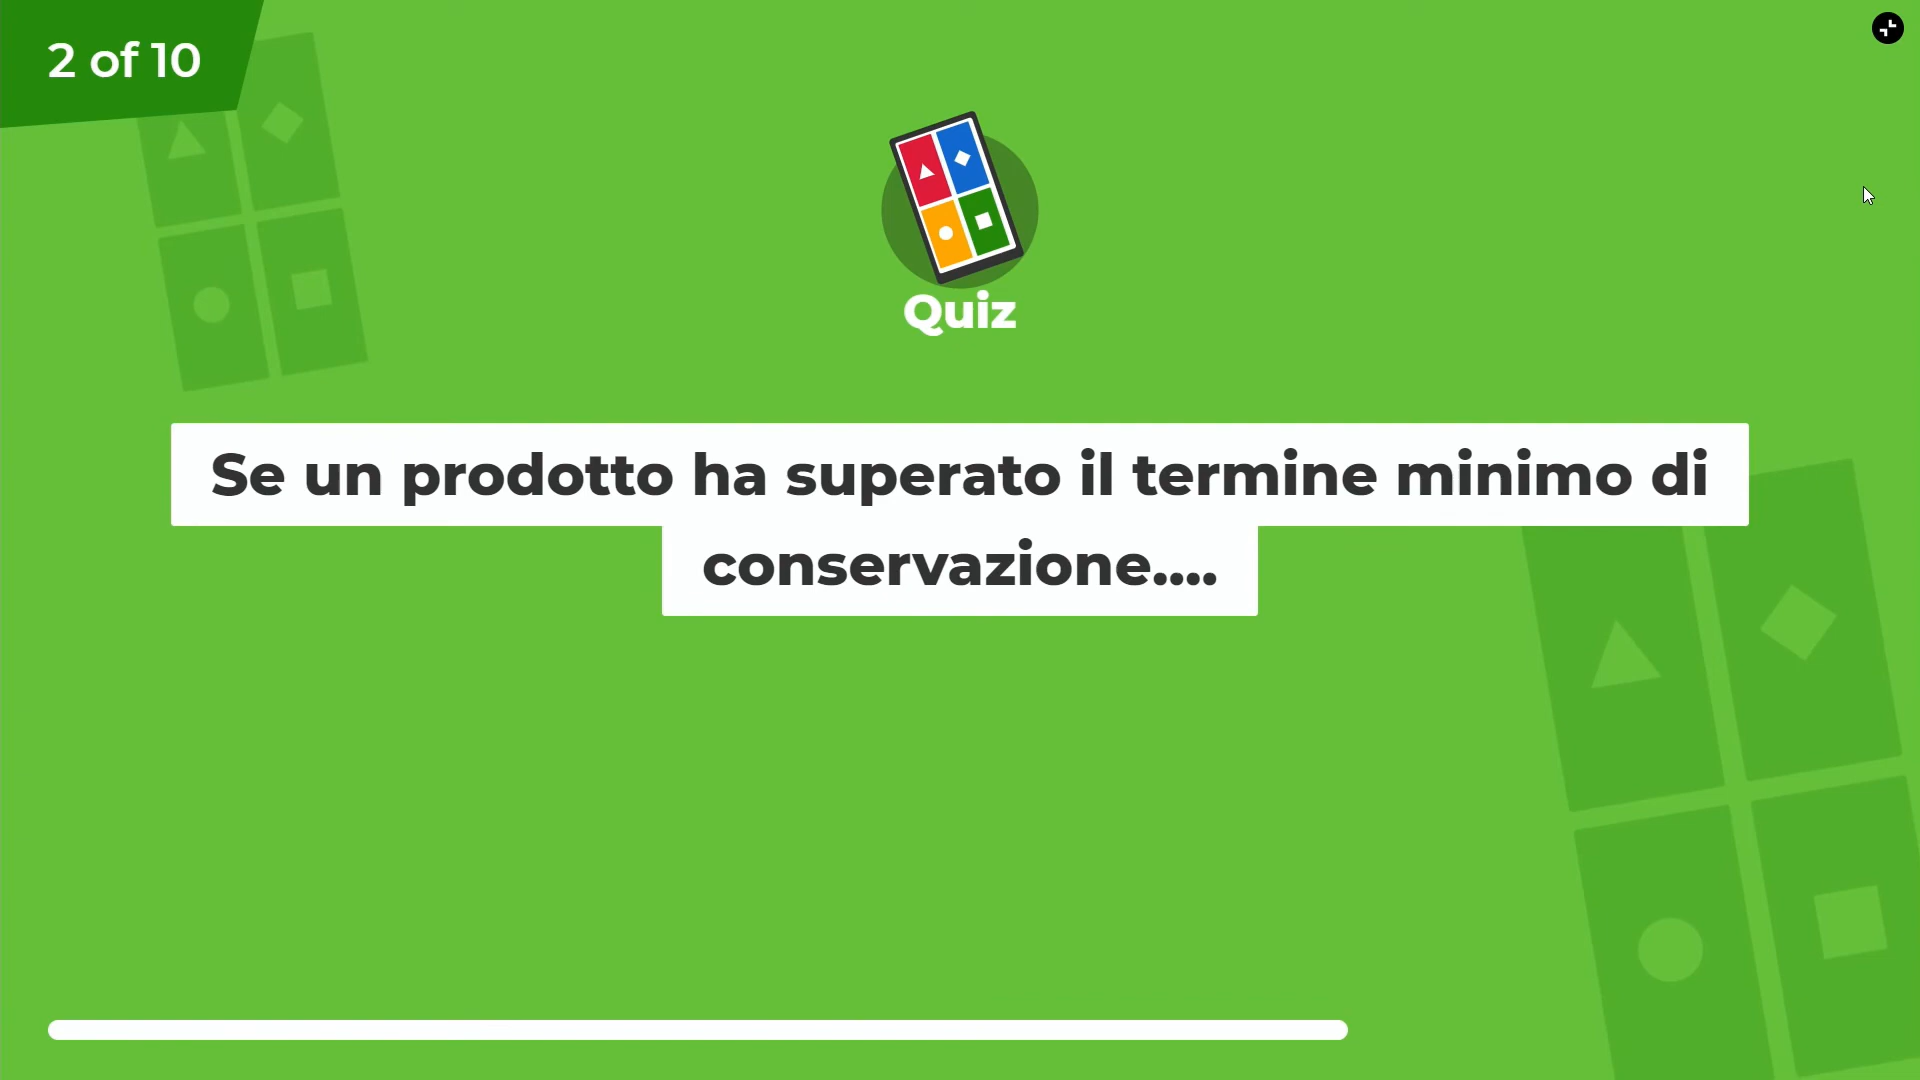 2 of 10
Quiz
Se un prodotto ha superato il termine minimo di
conservazione....